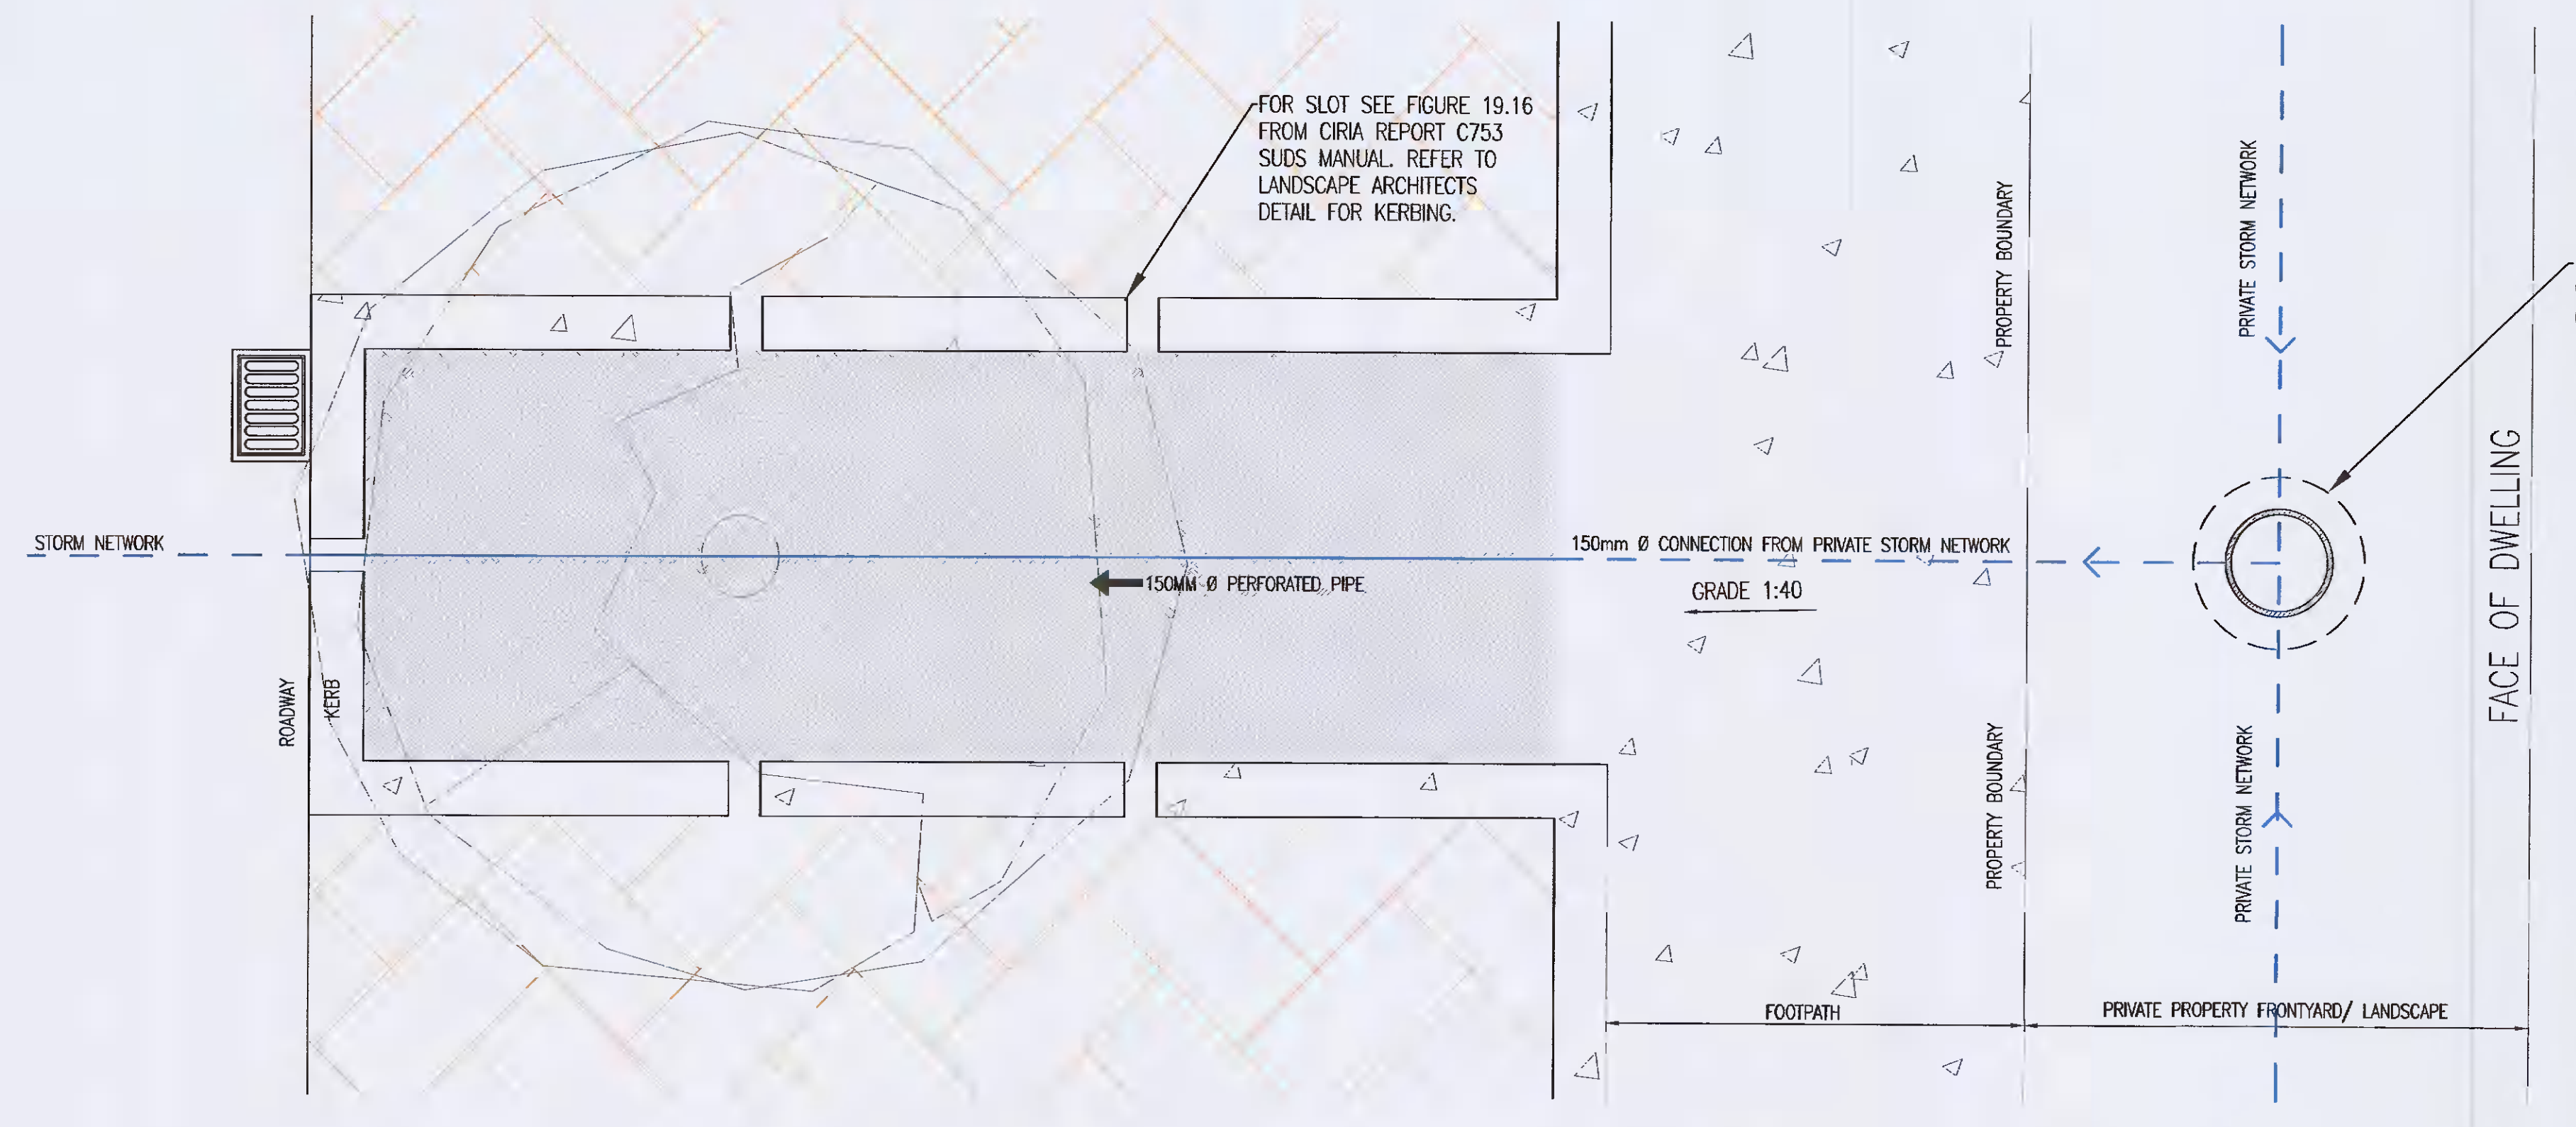 FOR SLOT SEE FIGURE 19.16
FROM CIRIA REPORT C753
SUDS MANUAL. REFER TO
LANDSCAPE ARCHITECTS
DETAIL FOR KERBING.
STORM NETWORK
150MM Ø PERFORATED PIPE
150mm Ø CONNECTION FROM PRIVATE STORM NETWORK
GRADE 1:40
ROADWAY
KERB
PROPERTY BOUNDARY
PROPERTY BOUNDARY
PRIVATE STORM NETWORK
PRIVATE STORM NETWORK
FACE OF DWELLING
FOOTPATH
PRIVATE PROPERTY FRONTYARD/ LANDSCAPE